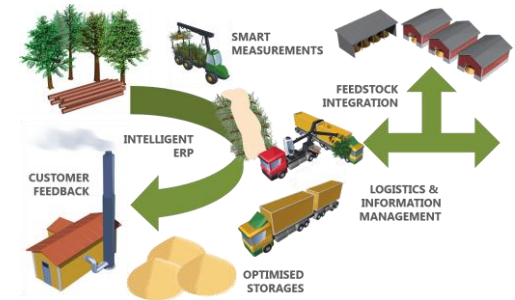 SMART
MEASUREMENTS
FEEDSTOCK
INTEGRATION
INTELLIGENT
ERP
CUSTOMER
FEEDBACK
LOGISTICS &
INFORMATION
MANAGEMENT
OPTIMISED
STORAGES